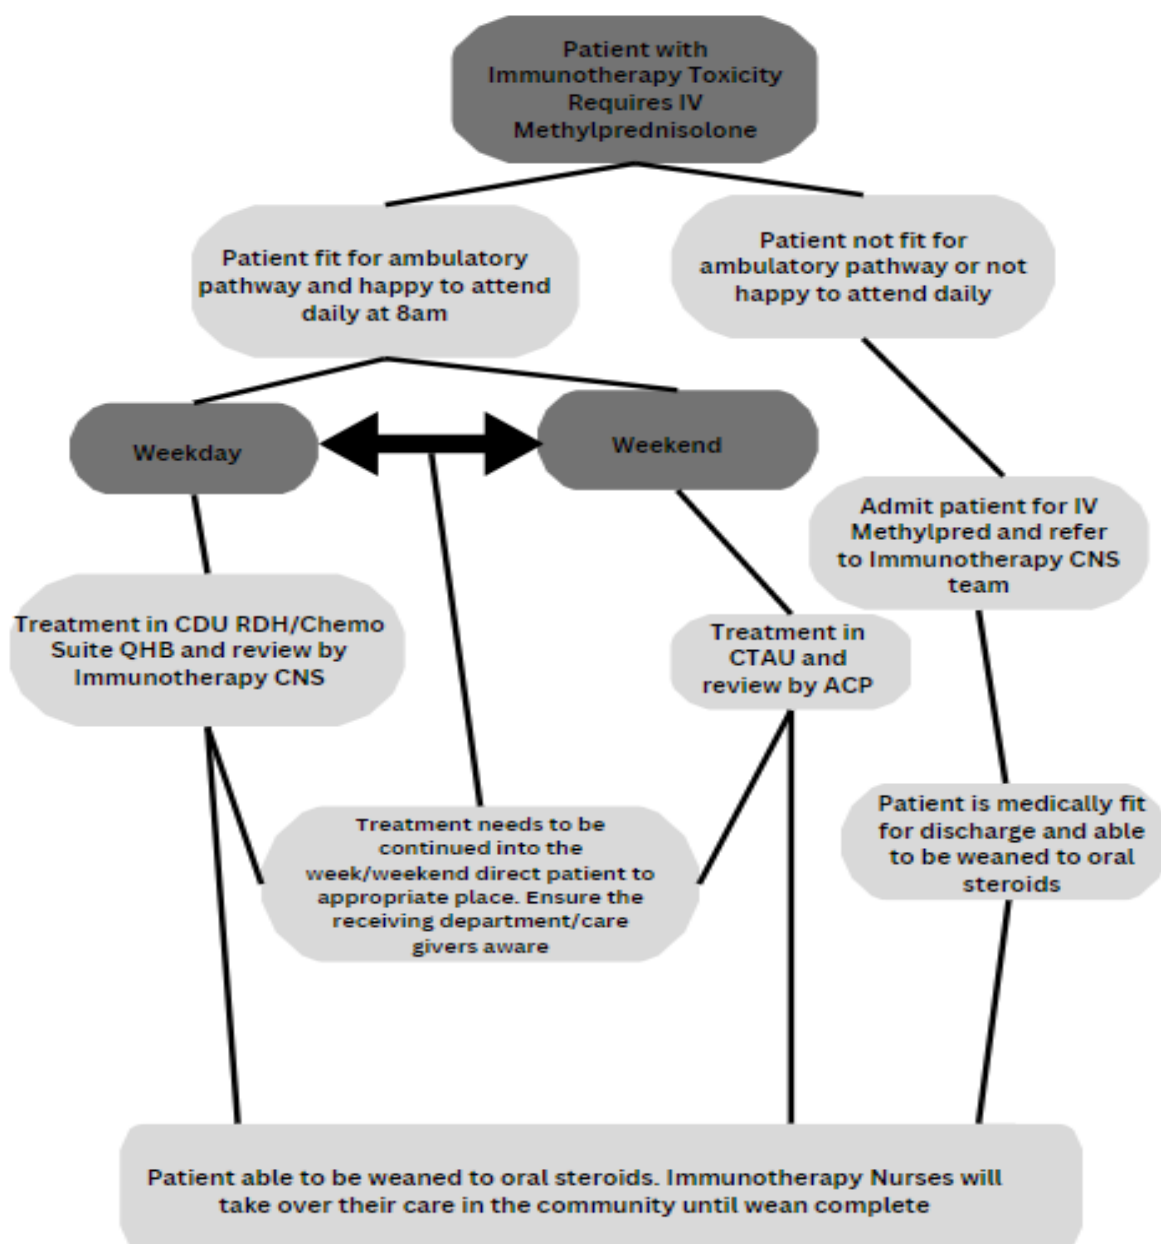 Patient with
Immunotherapy Toxicity
Requires IV
Methylprednisolone
Patient fit for ambulatory
pathway and happy to attend
daily at 8am
Patient not fit for
ambulatory pathway or not
happy to attend daily
Weekday
Weekend
Admit patient for IV
Methylpred and refer
to Immunotherapy CNS
team
Treatment in CDU RDH/Chemo
Suite QHB and review by
Immunotherapy CNS
Treatment in
CTAU and
review by ACP
Treatment needs to be
continued into the
week/weekend direct patient to
appropriate place. Ensure the
receiving department/care
givers aware
Patient is medically fit
for discharge and able
to be weaned to oral
steroids
Patient able to be weaned to oral steroids. Immunotherapy Nurses will
take over their care in the community until wean complete